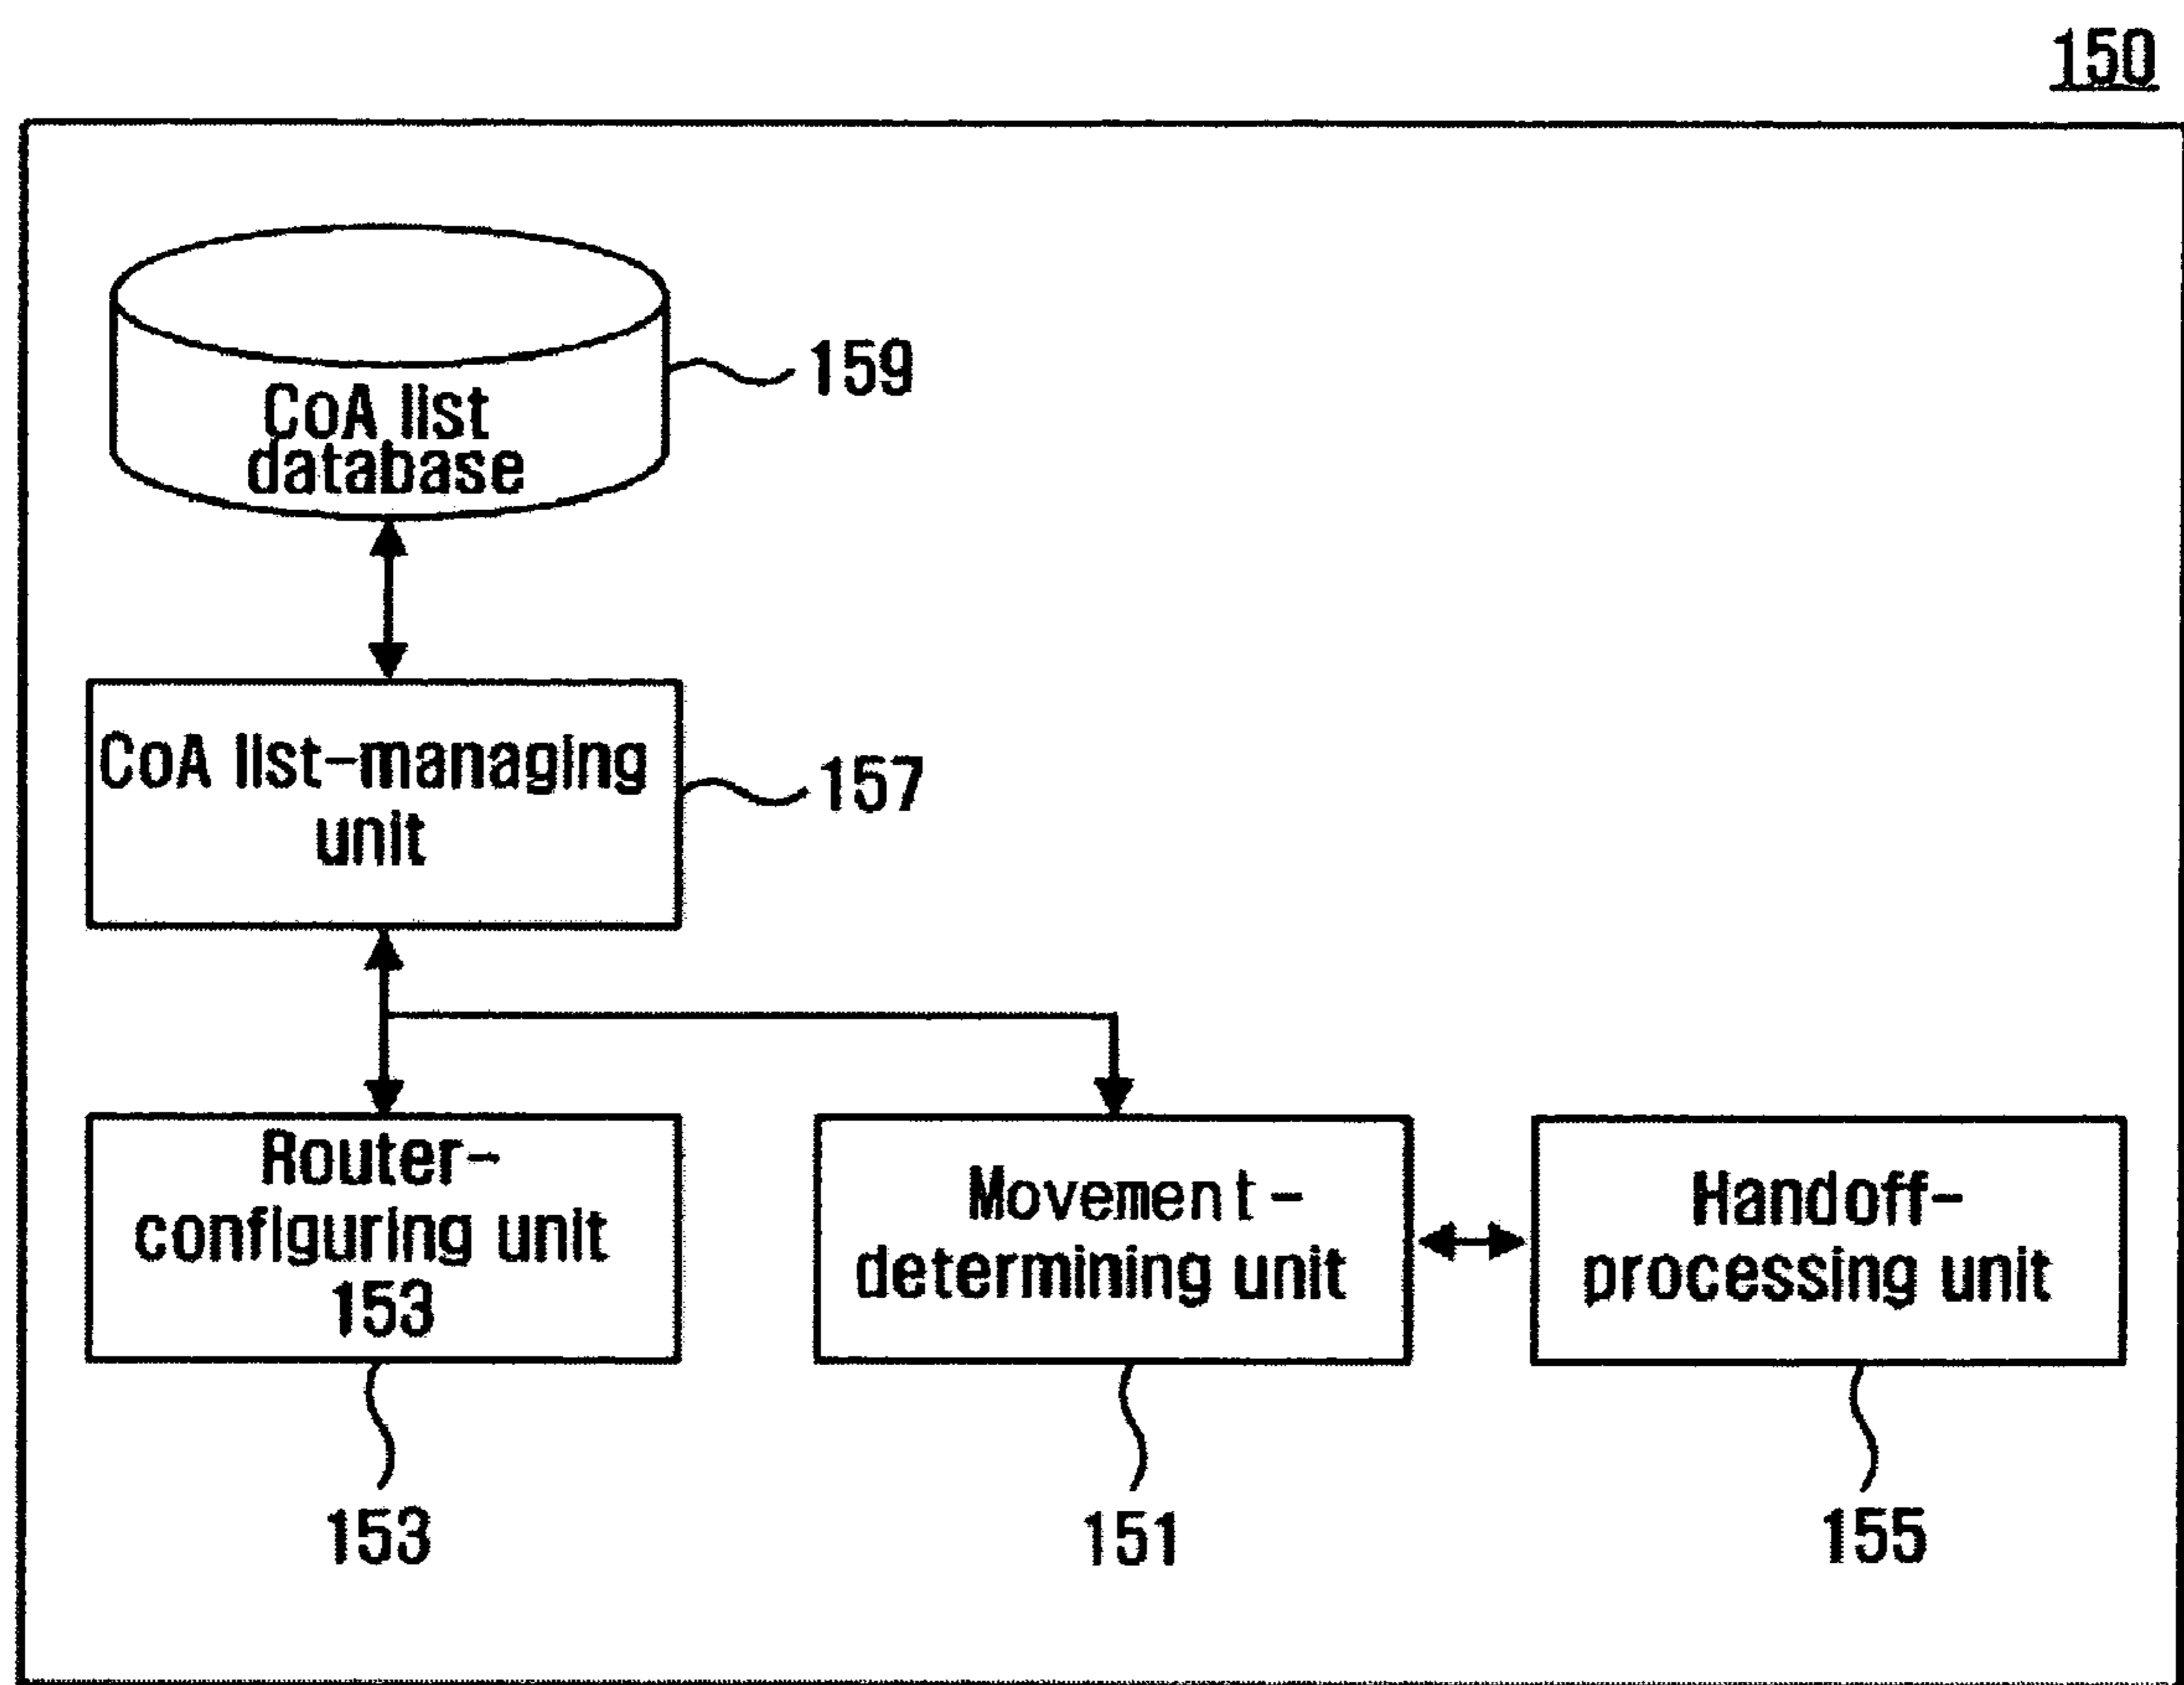 150
CoA list
database
159
CoA list-managing
unit
157
Router-
configuring unit
153
Movement-
determining unit
Handoff-
processing unit
153
151
155